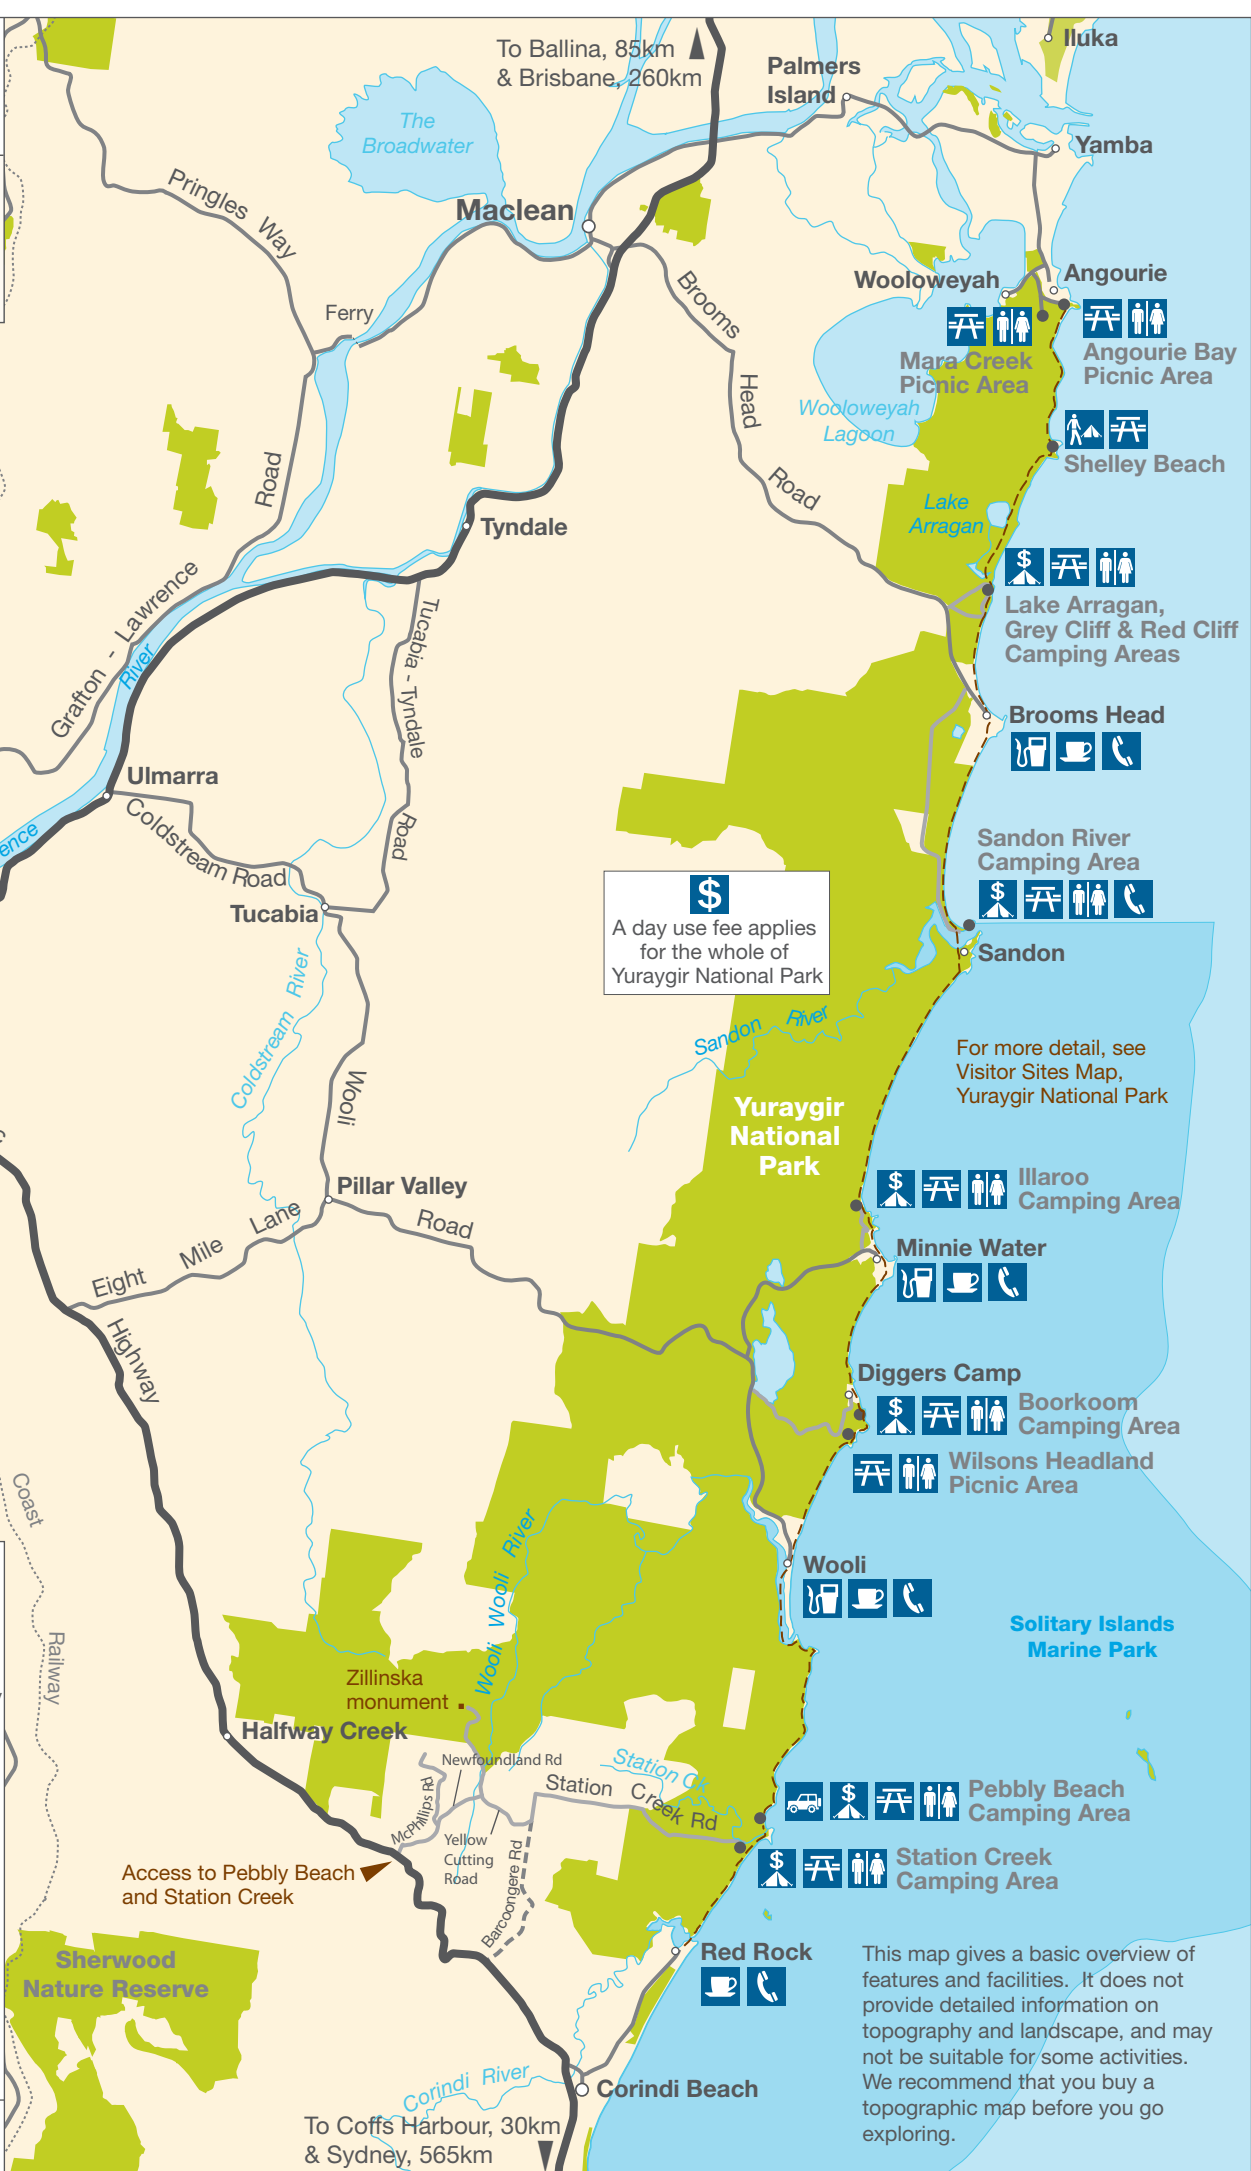 To Ballina, 85km
& Brisbane, 260km
Iluka
Palmers
Island
The
Broadwater
Yamba
Pringles Way
Maclean
Wooloweyah
Angourie
Ferry
Brooms
Head
Road
Mara Creek
Picnic Area
Angourie Bay
Picnic Area
Wooloweyah
Lagoon
Shelley Beach
Road
Lake
Arragan
Tyndale
Grafton - Lawrence
River
Tucabia - Tyndale
Road
$
Lake Arragan,
Grey Cliff & Red Cliff
Camping Areas
Brooms Head
Ulmarra
Coldstream Road
ence
Sandon River
Camping Area
$
$
A day use fee applies
for the whole of
Yuraygir National Park
Tucabia
Sandon
Coldstream River
Sandon River
For more detail, see
Visitor Sites Map,
Yuraygir National Park
Wooli
Road
Yuraygir
National
Park
$
Illaroo
Camping Area
Pillar Valley
Eight Mile Lane
Minnie Water
Highway
Diggers Camp
$
Boorkoom
Camping Area
Wilsons Headland
Picnic Area
Coast
Railway
Wooli Wooli River
Wooli
Solitary Islands
Marine Park
Zillinska
monument
Halfway Creek
Newfoundland Rd
Station Ck
Station Creek Rd
McPhillips Rd
Yellow
Cutting
Road
Barcoongere Rd
$
Pebbly Beach
Camping Area
$
Station Creek
Camping Area
Access to Pebbly Beach
and Station Creek
Sherwood
Nature Reserve
Red Rock
This map gives a basic overview of
features and facilities. It does not
provide detailed information on
topography and landscape, and may
not be suitable for some activities.
We recommend that you buy a
topographic map before you go
exploring.
Corindi River
Corindi Beach
To Coffs Harbour, 30km
& Sydney, 565km